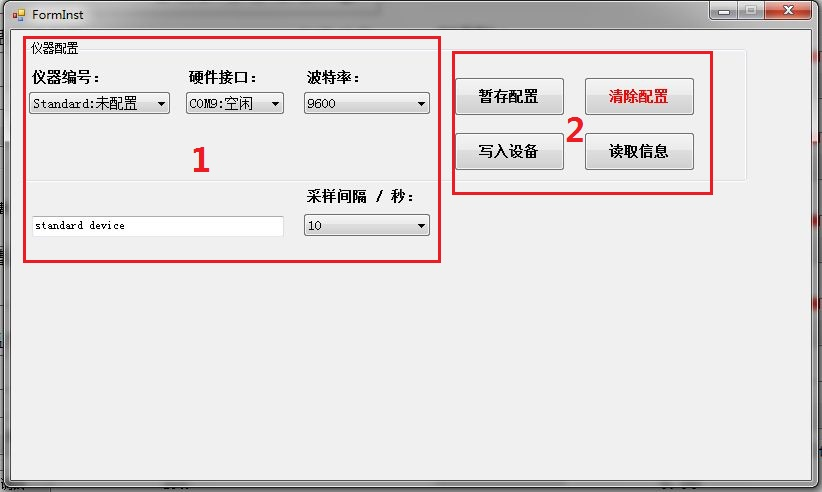 FormInst
仪器配置
仪器编号： 硬件接口： 波特率：
Standard:未配置 COM9:空闲 9600
暂存配置 清除配置
1
2
写入设备 读取信息
采样间隔 / 秒：
standard device 10